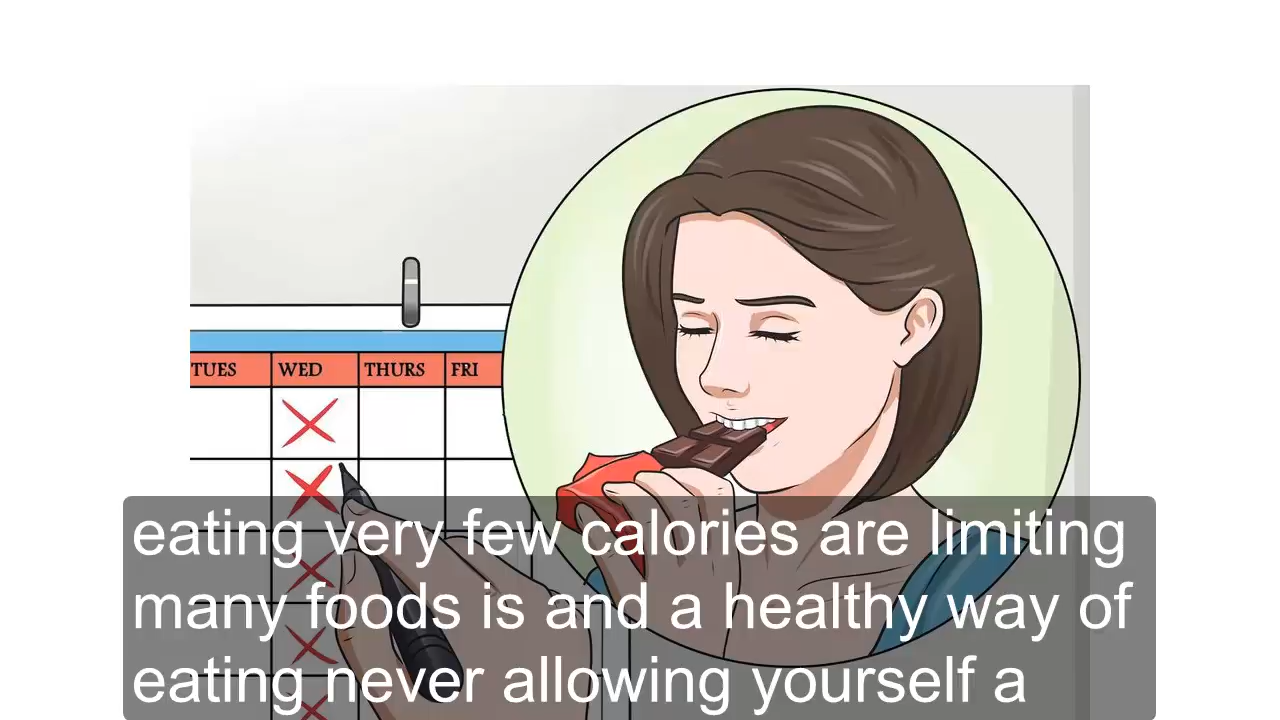 TUES WED THURS FRI
eating very few calories are limiting
many foods is and a healthy way of
eating never allowing yourself a